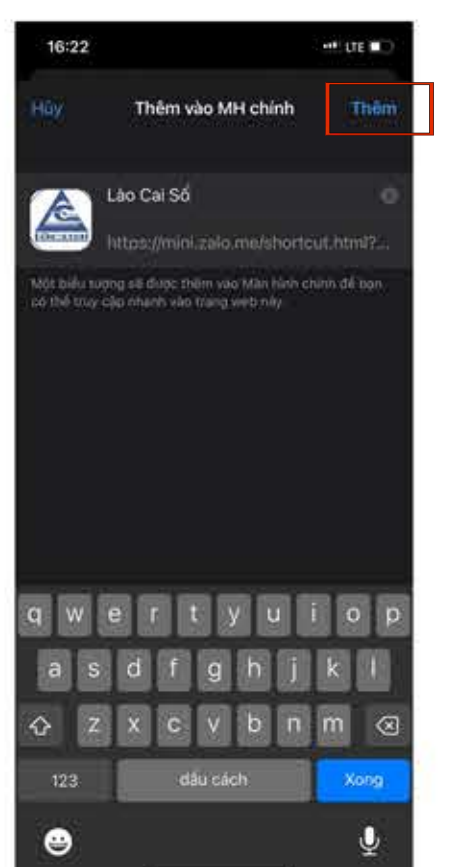 16:22
LTE
Hủy Thêm vào MH chính Thêm
Lào Cai Số
https://mini.zalo.me/shortcut.html?...
Một biểu tượng sẽ được thêm vào Màn hình chính để bạn
có thể truy cập nhanh vào trang web này.
q w e r t y u i o p
a s d f g h j k l
z x c v b n m
123 dấu cách Xong